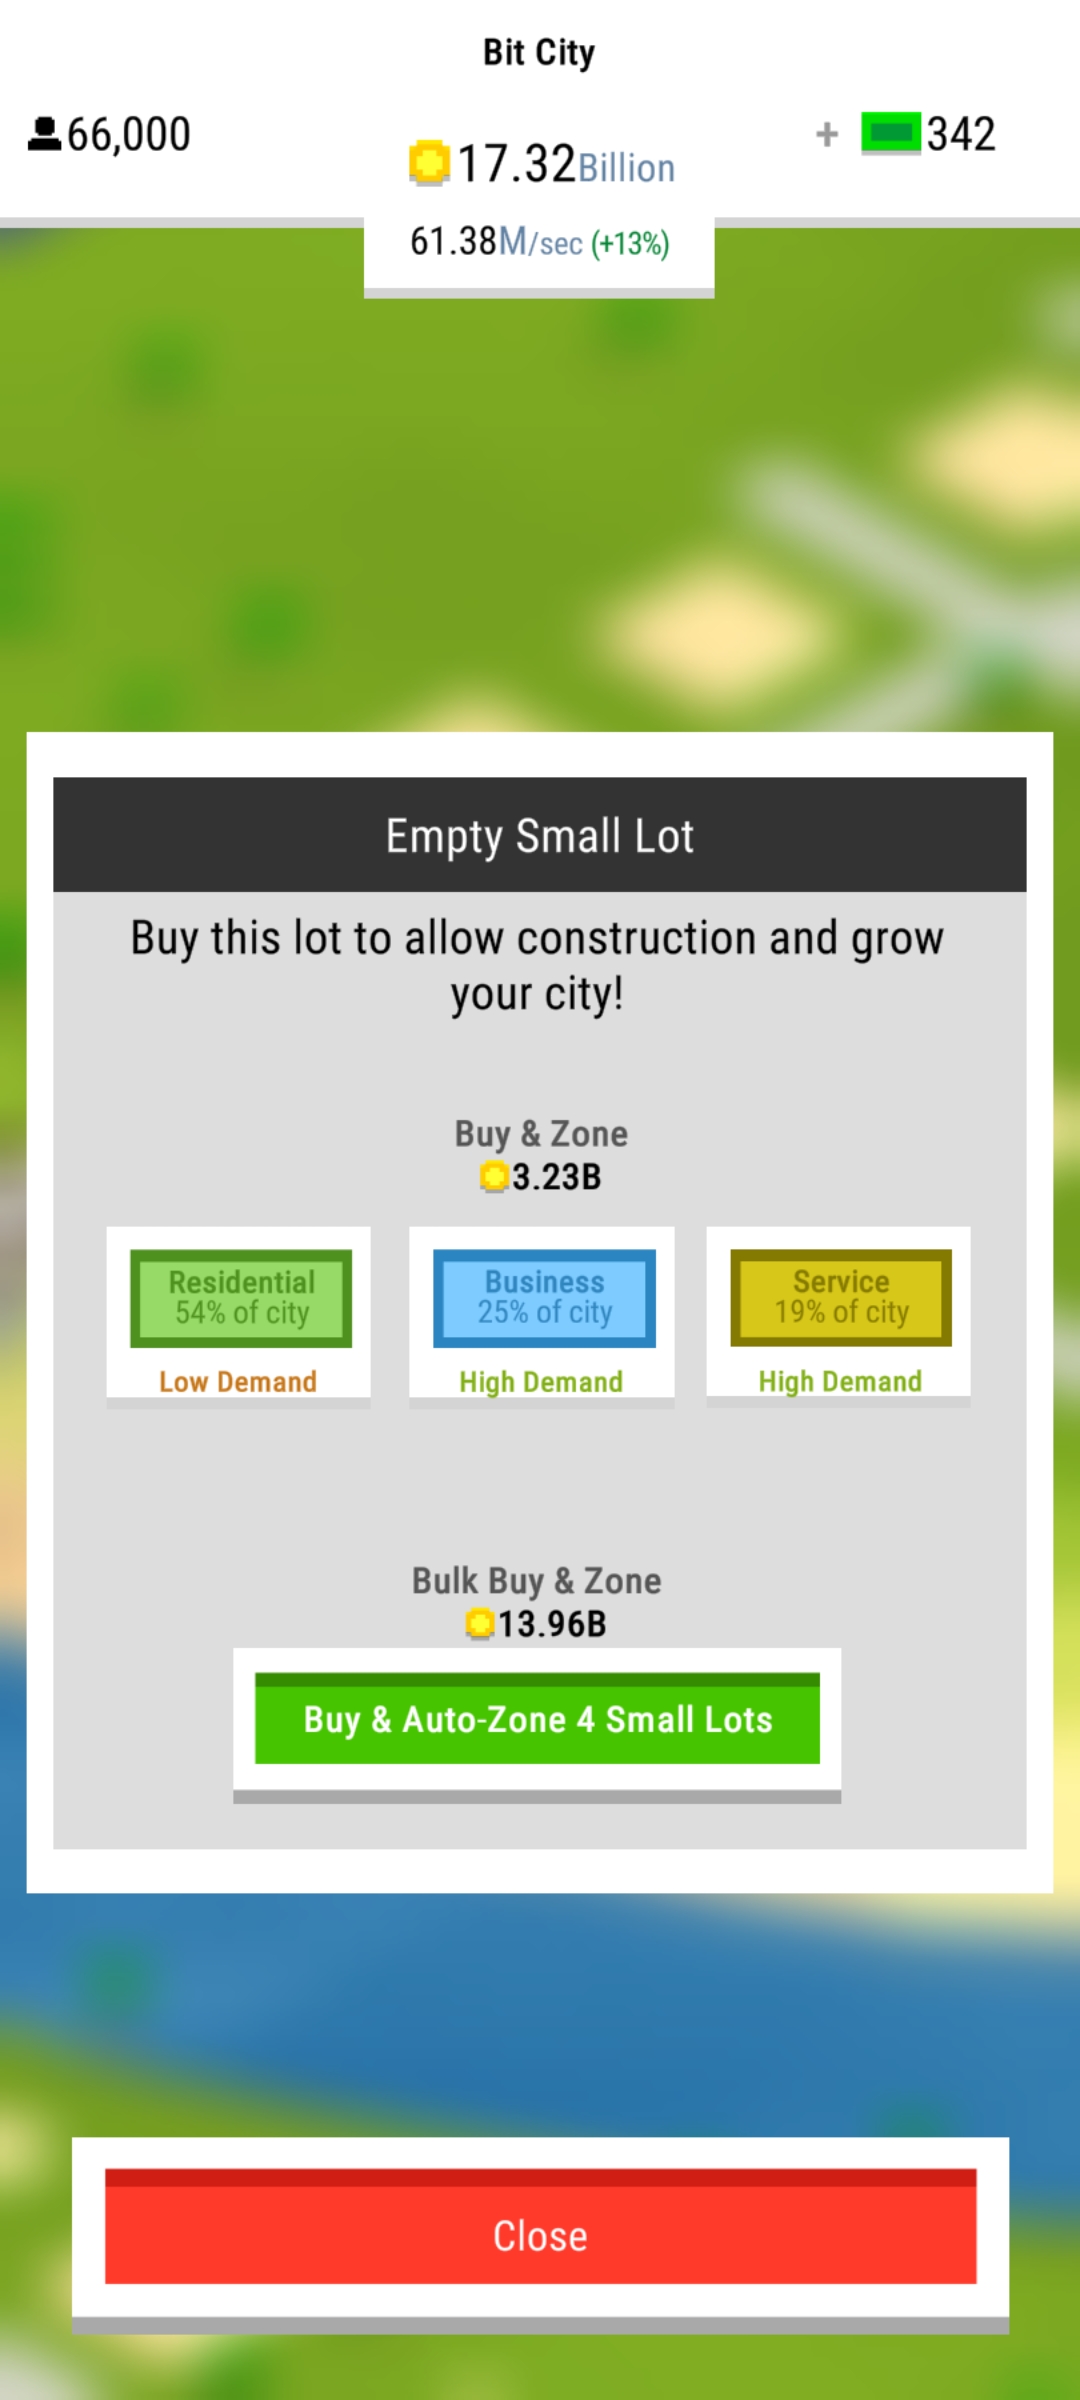 Bit City
66,000
17.32Billion
+ 342
61.38M/sec (+13%)
Empty Small Lot
Buy this lot to allow construction and grow
your city!
Buy & Zone
3.23B
Residential
54% of city
Low Demand
Business
25% of city
High Demand
Service
19% of city
High Demand
Bulk Buy & Zone
13.96B
Buy & Auto-Zone 4 Small Lots
Close